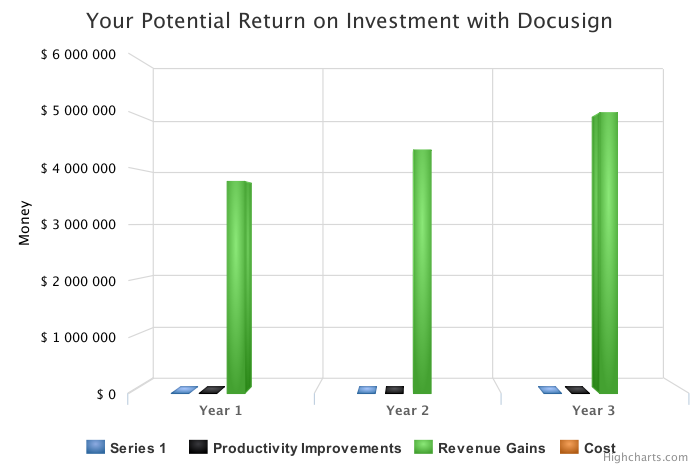 Your Potential Return on Investment with Docusign
$ 6 000 000
$ 5 000 000
$ 4 000 000
$ 3 000 000
$ 2 000 000
$ 1 000 000
$ 0
Money
Year 1
Year 2
Year 3
Series 1
Productivity Improvements
Revenue Gains
Cost
Highcharts.com